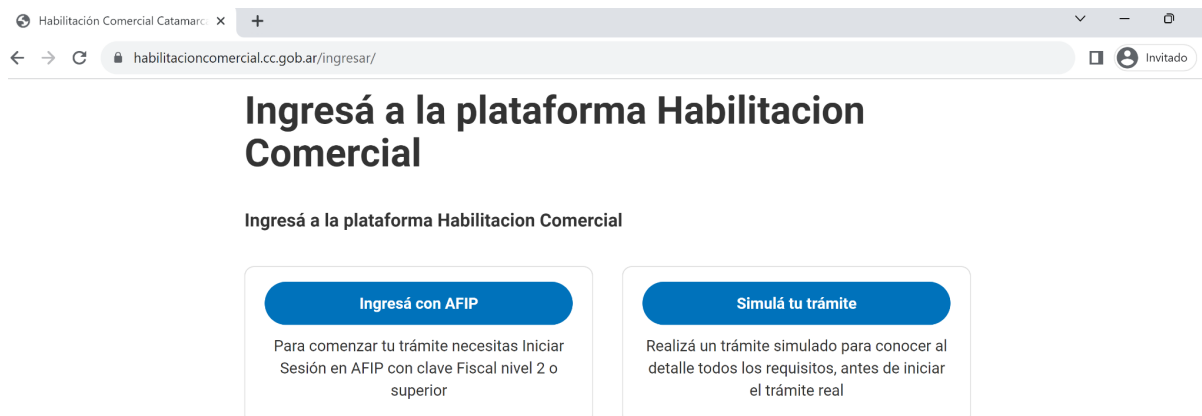 Habilitación Comercial Catamarc
habilitacioncomercial.cc.gob.ar/ingresar/
Invitado
Ingresá a la plataforma Habilitacion
Comercial
Ingresá a la plataforma Habilitacion Comercial
Ingresá con AFIP
Para comenzar tu trámite necesitas Iniciar
Sesión en AFIP con clave Fiscal nivel 2 o
superior
Simulá tu trámite
Realizá un trámite simulado para conocer al
detalle todos los requisitos, antes de iniciar
el trámite real